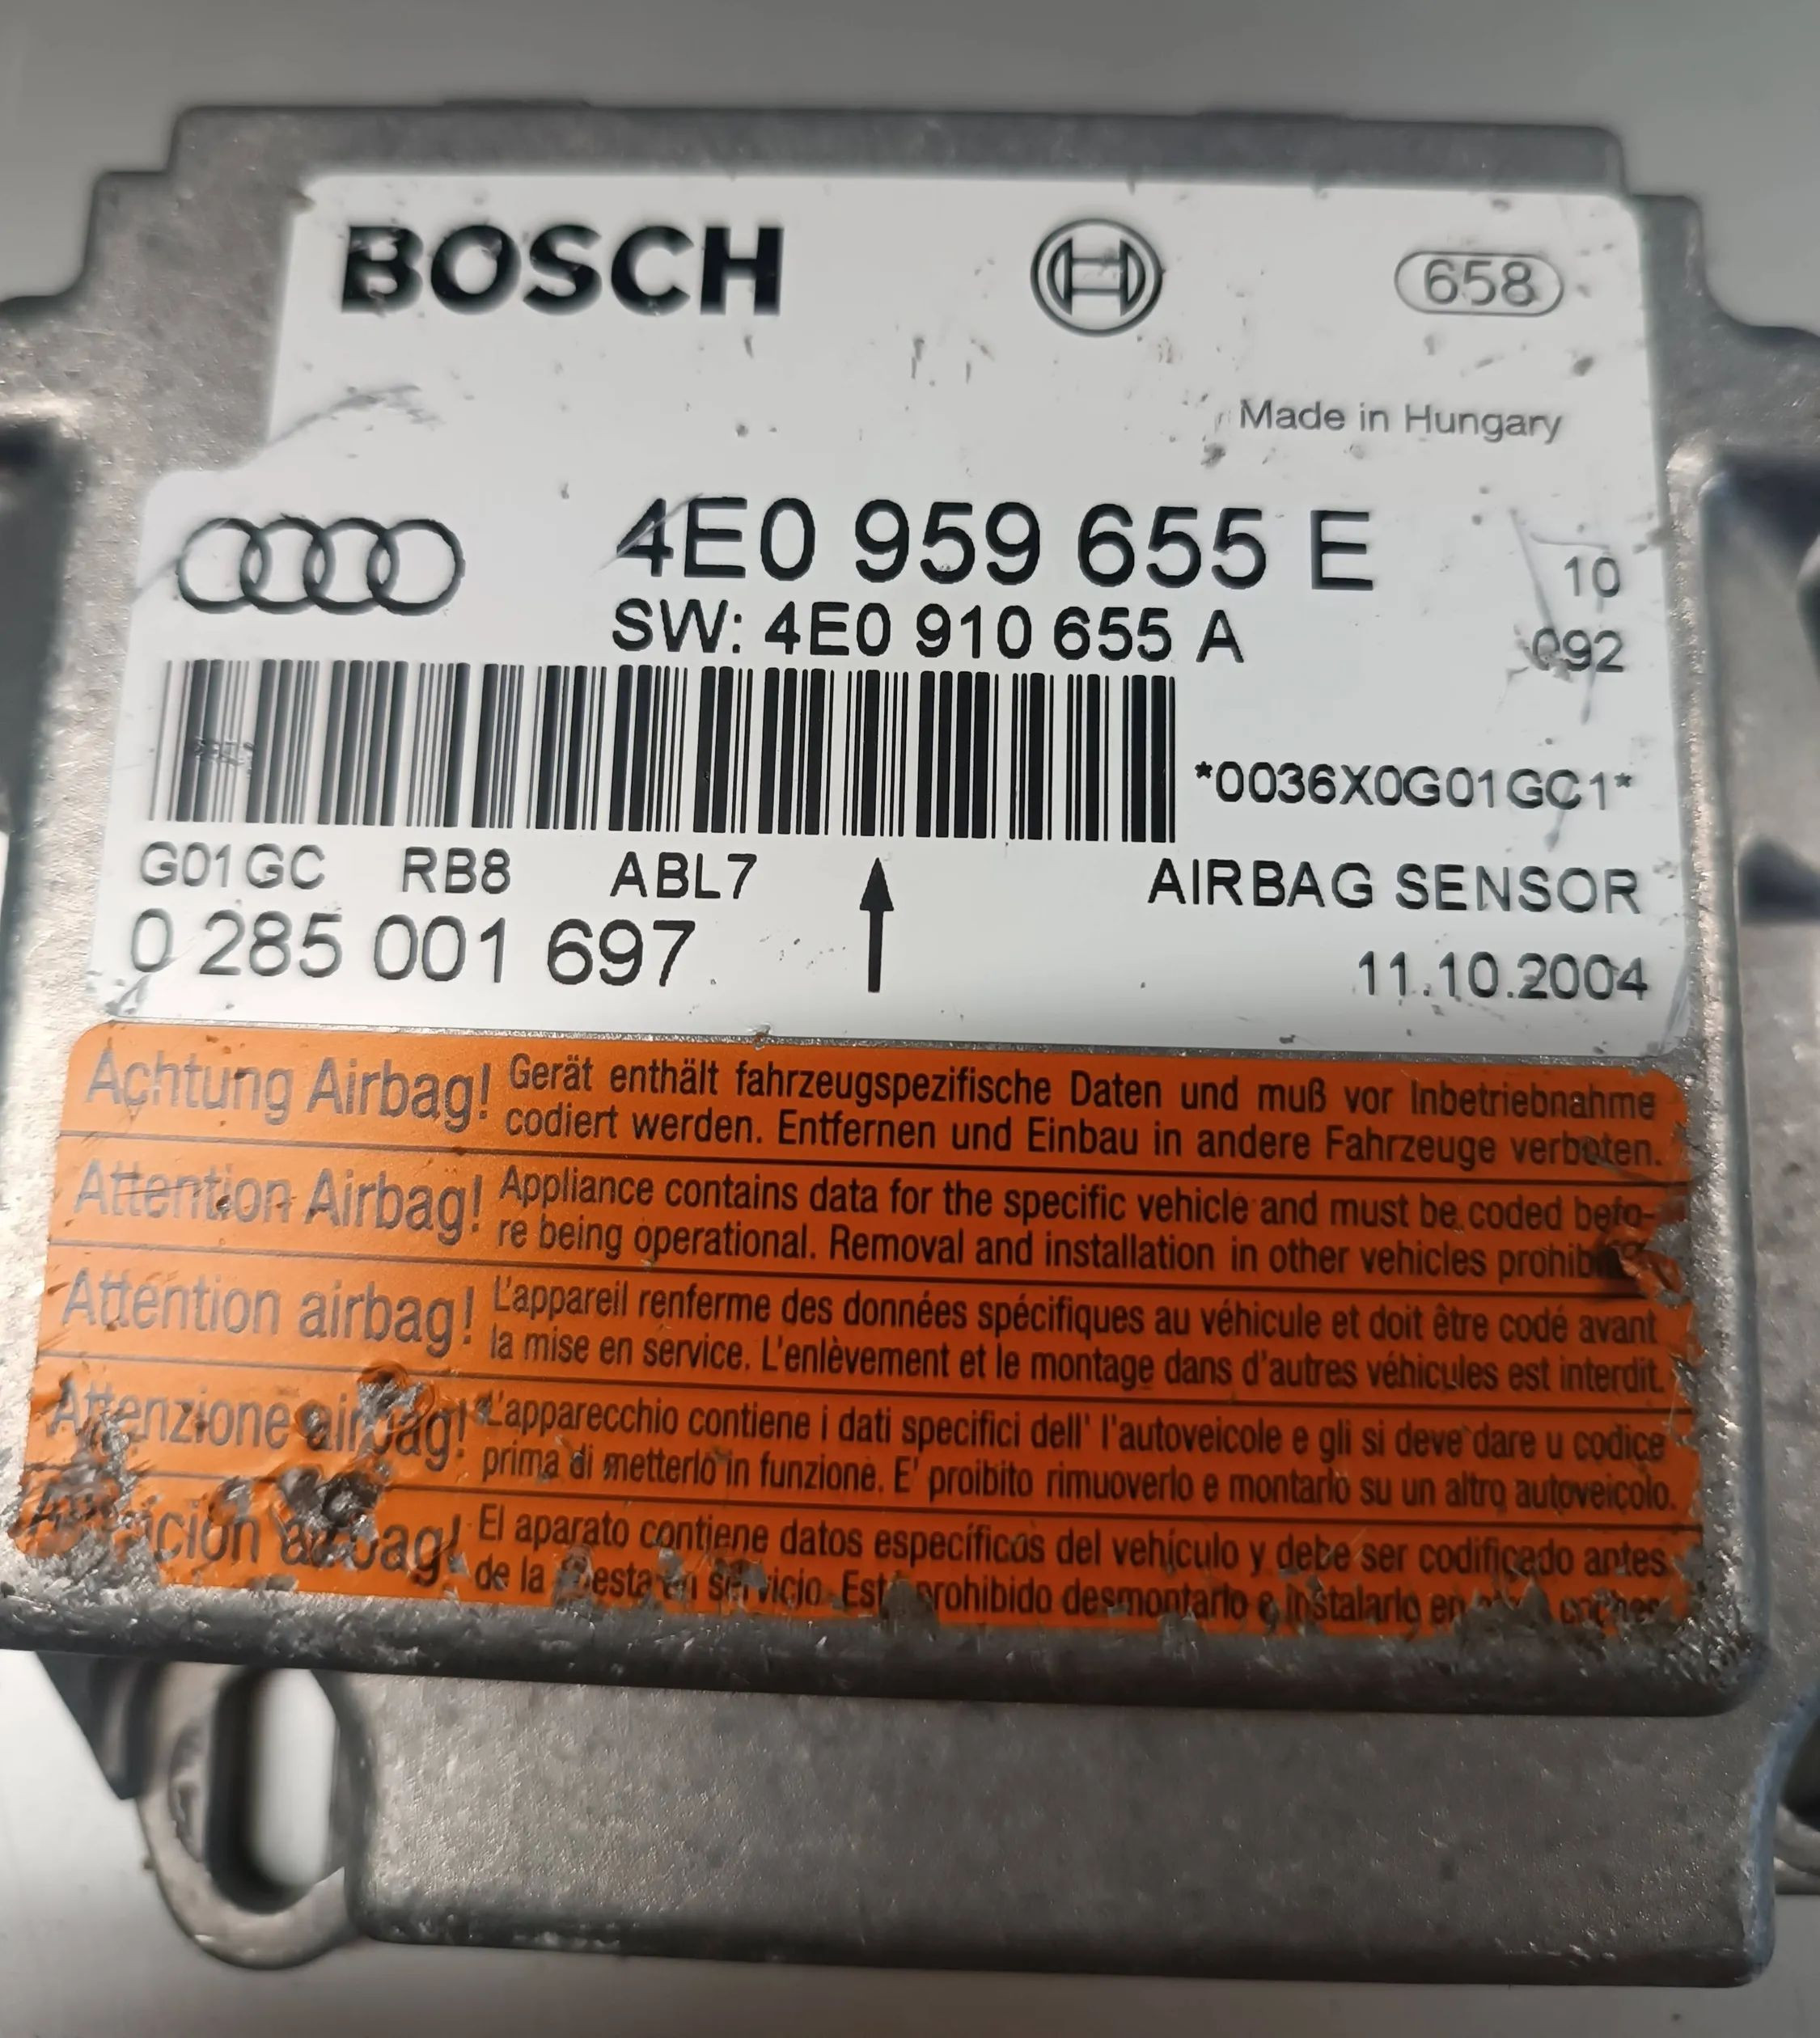 BOSCH
658
Made in Hungary
4E0 959 655 E
10
SW: 4E0 910 655 A
092
*0036X0G01GC1*
G01GC RB8 ABL7
AIRBAG SENSOR
0 285 001 697
11.10.2004
Achtung Airbag! Gerät enthält fahrzeugspezifische Daten und muß vor Inbetriebnahme
codiert werden. Entfernen und Einbau in andere Fahrzeuge verboten.
Attention Airbag! Appliance contains data for the specific vehicle and must be coded befo-
re being operational. Removal and installation in other vehicles
Attention airbag! L'appareil renferme des données spécifiques au véhicule et doit être codé avant
la mise en service. L'enlèvement et le montage dans d'autres véhicules est interdit.
Attenzione airbag! L'apparecchio contiene i dati specifici dell' l'autoveicole e gli si deve dare u codice
prima di metterlo in funzione. E' proibito rimuoverlo e montarlo su un altro autoveicolo.
airbag! El aparato contiene datos específicos del vehículo y debe ser codificado antes
de la en servicio. prohibido desmontarlo e instalarlo en